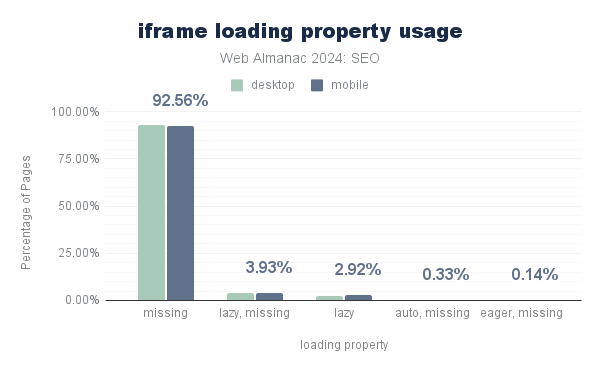 iframe loading property usage
Web Almanac 2024: SEO
desktop mobile
92.56%
100.00%
75.00%
50.00%
25.00%
0.00%
3.93%
2.92%
0.33%
0.14%
Percentage of Pages
missing lazy, missing lazy auto, missing eager, missing
loading property